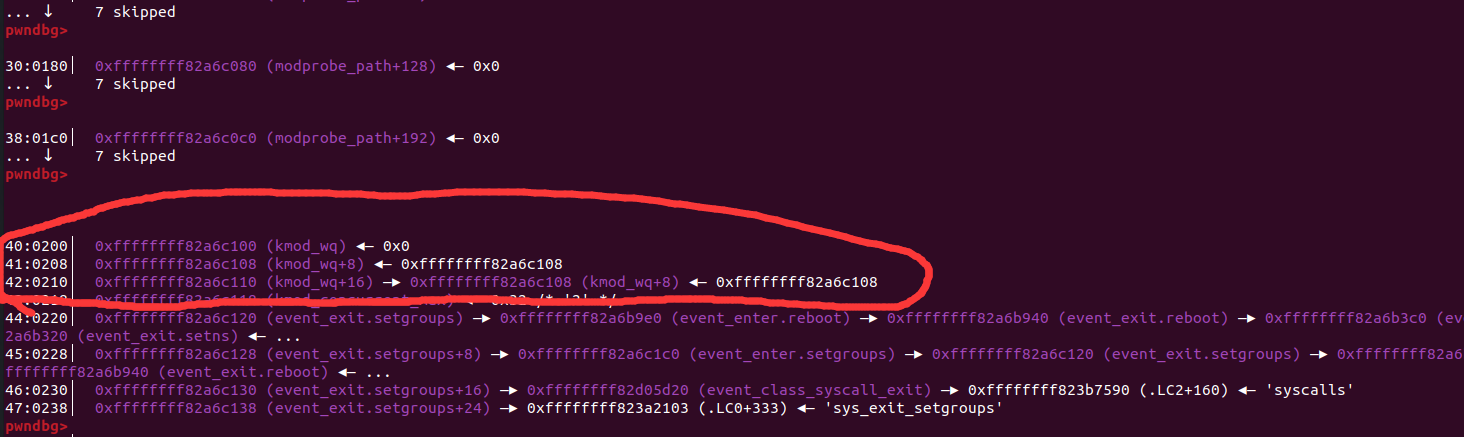 ... ↓ 7 skipped
pwndbg>
30:0180│ 0xffffffff82a6c080 (modprobe_path+128) ◂— 0x0
... ↓ 7 skipped
pwndbg>
38:01c0│ 0xffffffff82a6c0c0 (modprobe_path+192) ◂— 0x0
... ↓ 7 skipped
pwndbg>
40:0200│ 0xffffffff82a6c100 (kmod_wq) ◂— 0x0
41:0208│ 0xffffffff82a6c108 (kmod_wq+8) ◂— 0xffffffff82a6c108
42:0210│ 0xffffffff82a6c110 (kmod_wq+16) —▸ 0xffffffff82a6c108 (kmod_wq+8) ◂— 0xffffffff82a6c108
0xffffffff82a6c118
44:0220│ 0xffffffff82a6c120 (event_exit.setgroups) —▸ 0xffffffff82a6b9e0 (event_enter.reboot) —▸ 0xffffffff82a6b940 (event_exit.reboot) —▸ 0xffffffff82a6b3c0 (ev
2a6b320 (event_exit.setns) ◂— ...
45:0228│ 0xffffffff82a6c128 (event_exit.setgroups+8) —▸ 0xffffffff82a6c1c0 (event_enter.setgroups) —▸ 0xffffffff82a6c120 (event_exit.setgroups) —▸ 0xffffffff82a6
ffffffff82a6b940 (event_exit.reboot) ◂— ...
46:0230│ 0xffffffff82a6c130 (event_exit.setgroups+16) —▸ 0xffffffff82d05d20 (event_class_syscall_exit) —▸ 0xffffffff823b7590 (.LC2+160) ◂— 'syscalls'
47:0238│ 0xffffffff82a6c138 (event_exit.setgroups+24) —▸ 0xffffffff823a2103 (.LC0+333) ◂— 'sys_exit_setgroups'
pwndbg>